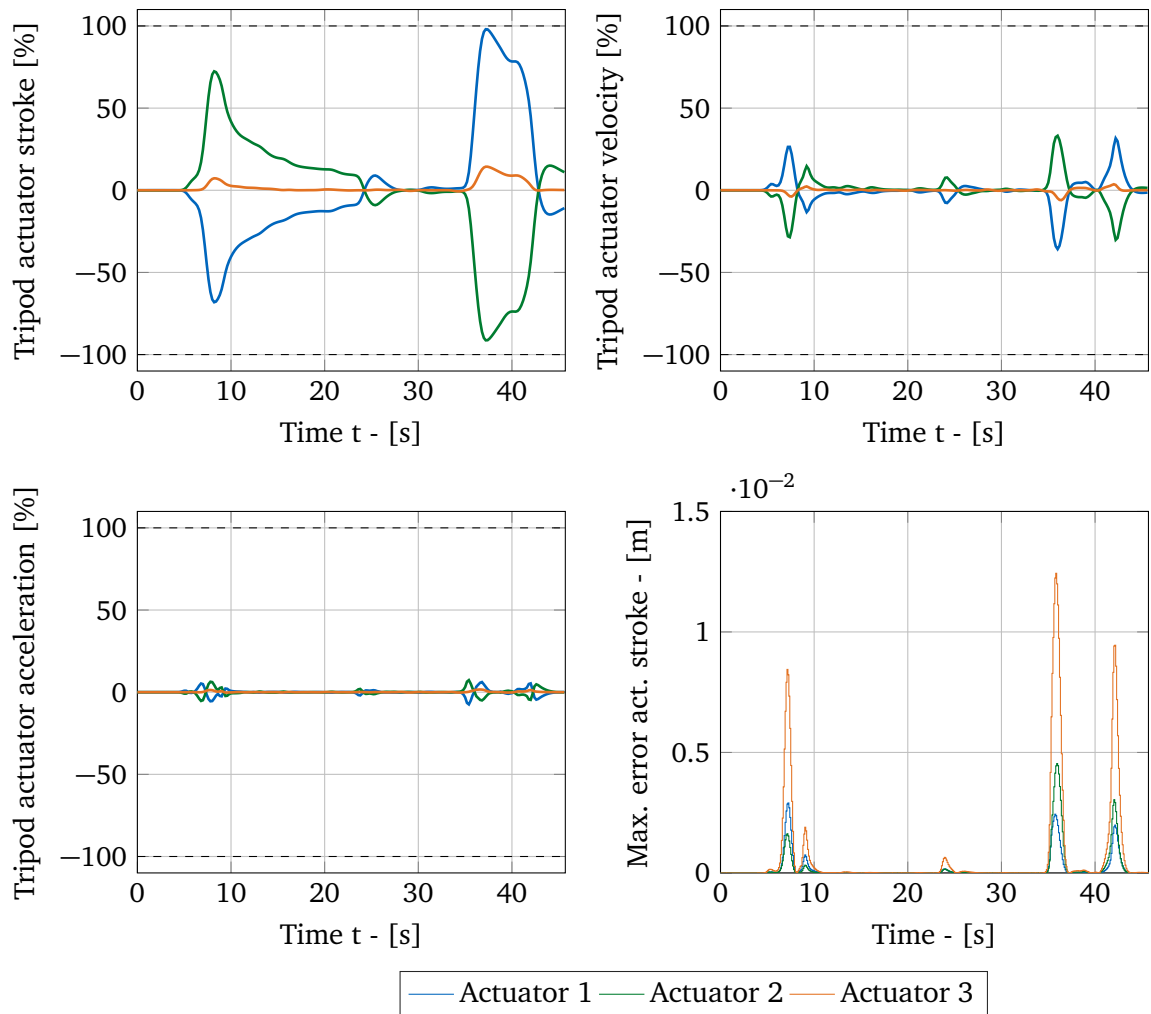 Tripod actuator stroke [%]
100
50
0
−50
−100
0 10 20 30 40
Time t - [s]
Tripod actuator velocity [%]
100
50
0
−50
−100
0 10 20 30 40
Time t - [s]
Tripod actuator acceleration [%]
100
50
0
−50
−100
0 10 20 30 40
Time t - [s]
Max. error act. stroke - [m]
·10−2
1.5
1
0.5
0
0 10 20 30 40
Time - [s]
Actuator 1 Actuator 2 Actuator 3